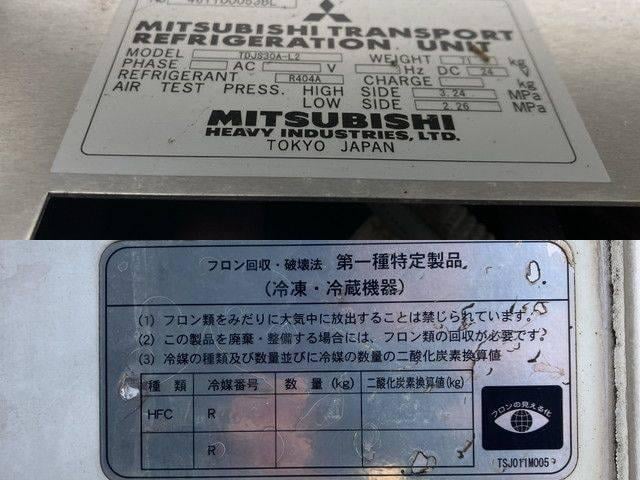 MITSUBISHI TRANSPORT
REFRIGERATION UNIT
MODEL TDJS30A-L2 WEIGHT kg
PHASE AC V Hz DC 24 V
REFRIGERANT R404A CHARGE kg
AIR TEST PRESS. HIGH SIDE 3.24 MPa
LOW SIDE 2.26 MPa
MITSUBISHI
HEAVY INDUSTRIES, LTD.
TOKYO JAPAN
フロン回収・破壊法 第一種特定製品
(冷凍・冷蔵機器)
(1) フロン類をみだりに大気中に放出することは禁じられています。
(2) この製品を廃棄・整備する場合には、フロン類の回収が必要です。
(3) 冷媒の種類及び数量並びに冷媒の数量の二酸化炭素換算値
種 類 冷媒番号 数 量 (kg) 二酸化炭素換算値(kg)
HFC R
R
フロンの見える化
TSJ011M005